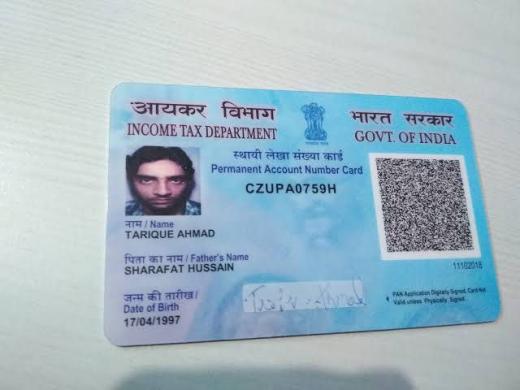 आयकर विभाग
INCOME TAX DEPARTMENT
भारत सरकार
GOVT. OF INDIA
स्थायी लेखा संख्या कार्ड
Permanent Account Number Card
CZUPA0759H
नाम / Name
TARIQUE AHMAD
पिता का नाम / Father's Name
SHARAFAT HUSSAIN
जन्म की तारीख /
Date of Birth
17/04/1997
11102018
PAN Application Digitally Signed, Card Not
Valid unless Physically Signed